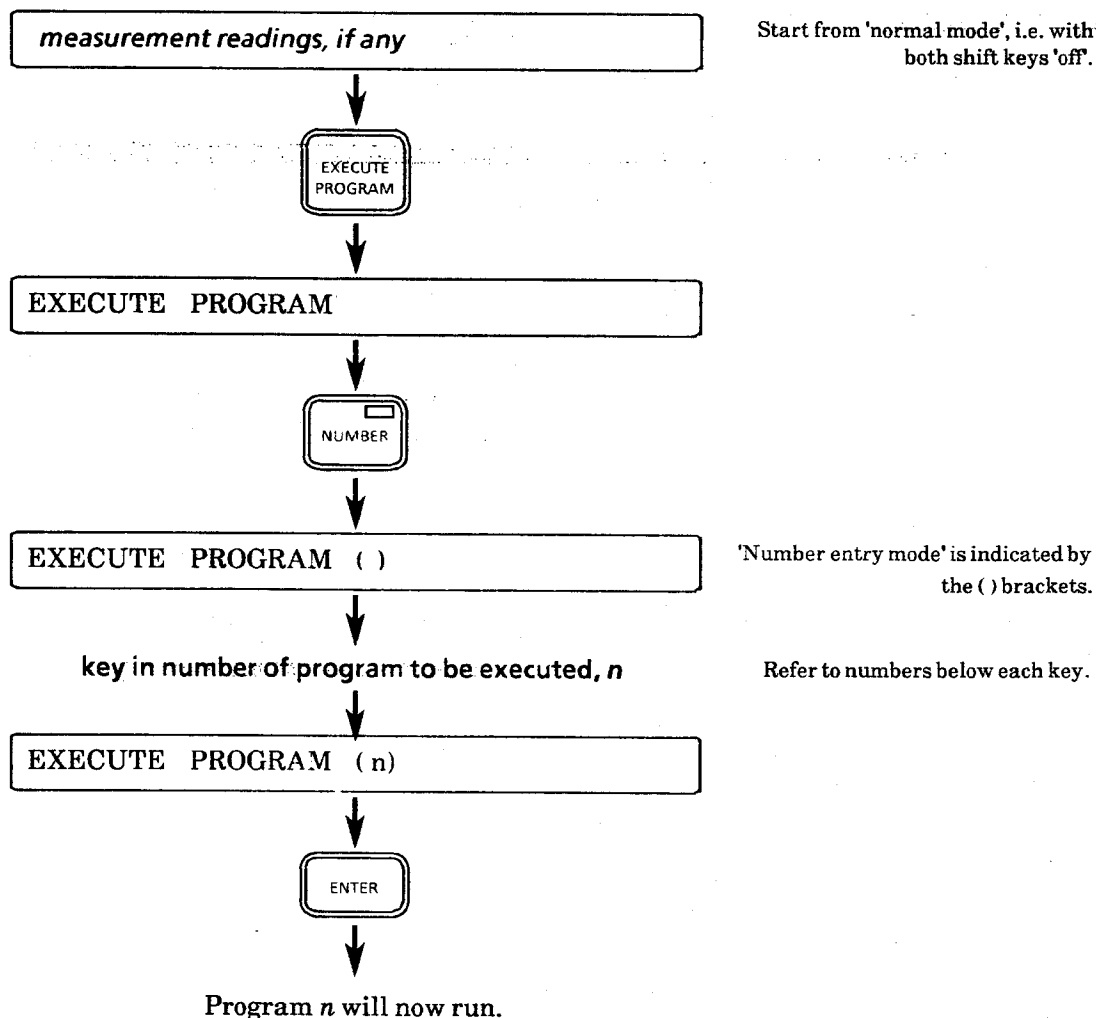 measurement readings, if any
Start from 'normal mode', i.e. with
both shift keys 'off'.
EXECUTE
PROGRAM
EXECUTE PROGRAM
NUMBER
EXECUTE PROGRAM ( )
'Number entry mode' is indicated by
the ( ) brackets.
key in number of program to be executed, n
Refer to numbers below each key.
EXECUTE PROGRAM (n)
ENTER
Program n will now run.